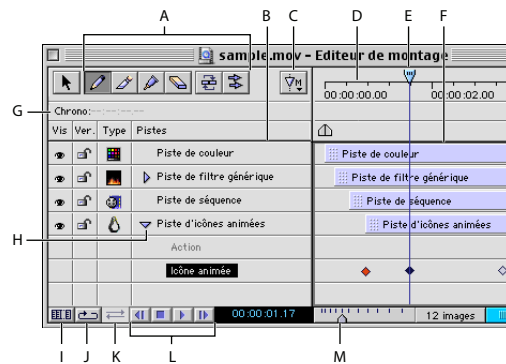 A B C D E F
sample.mov – Editeur de montage
00:00:00.00 00:00:02.00
G Chrono:--:--:--.--
Vis Ver. Type Pistes
Piste de couleur Piste de couleur
Piste de filtre générique Piste de filtre générique
Piste de séquence Piste de séquence
H Piste d'icônes animées Piste d'icônes animées
Action
Icône animée
00:00:01.17 12 images
I J K L M